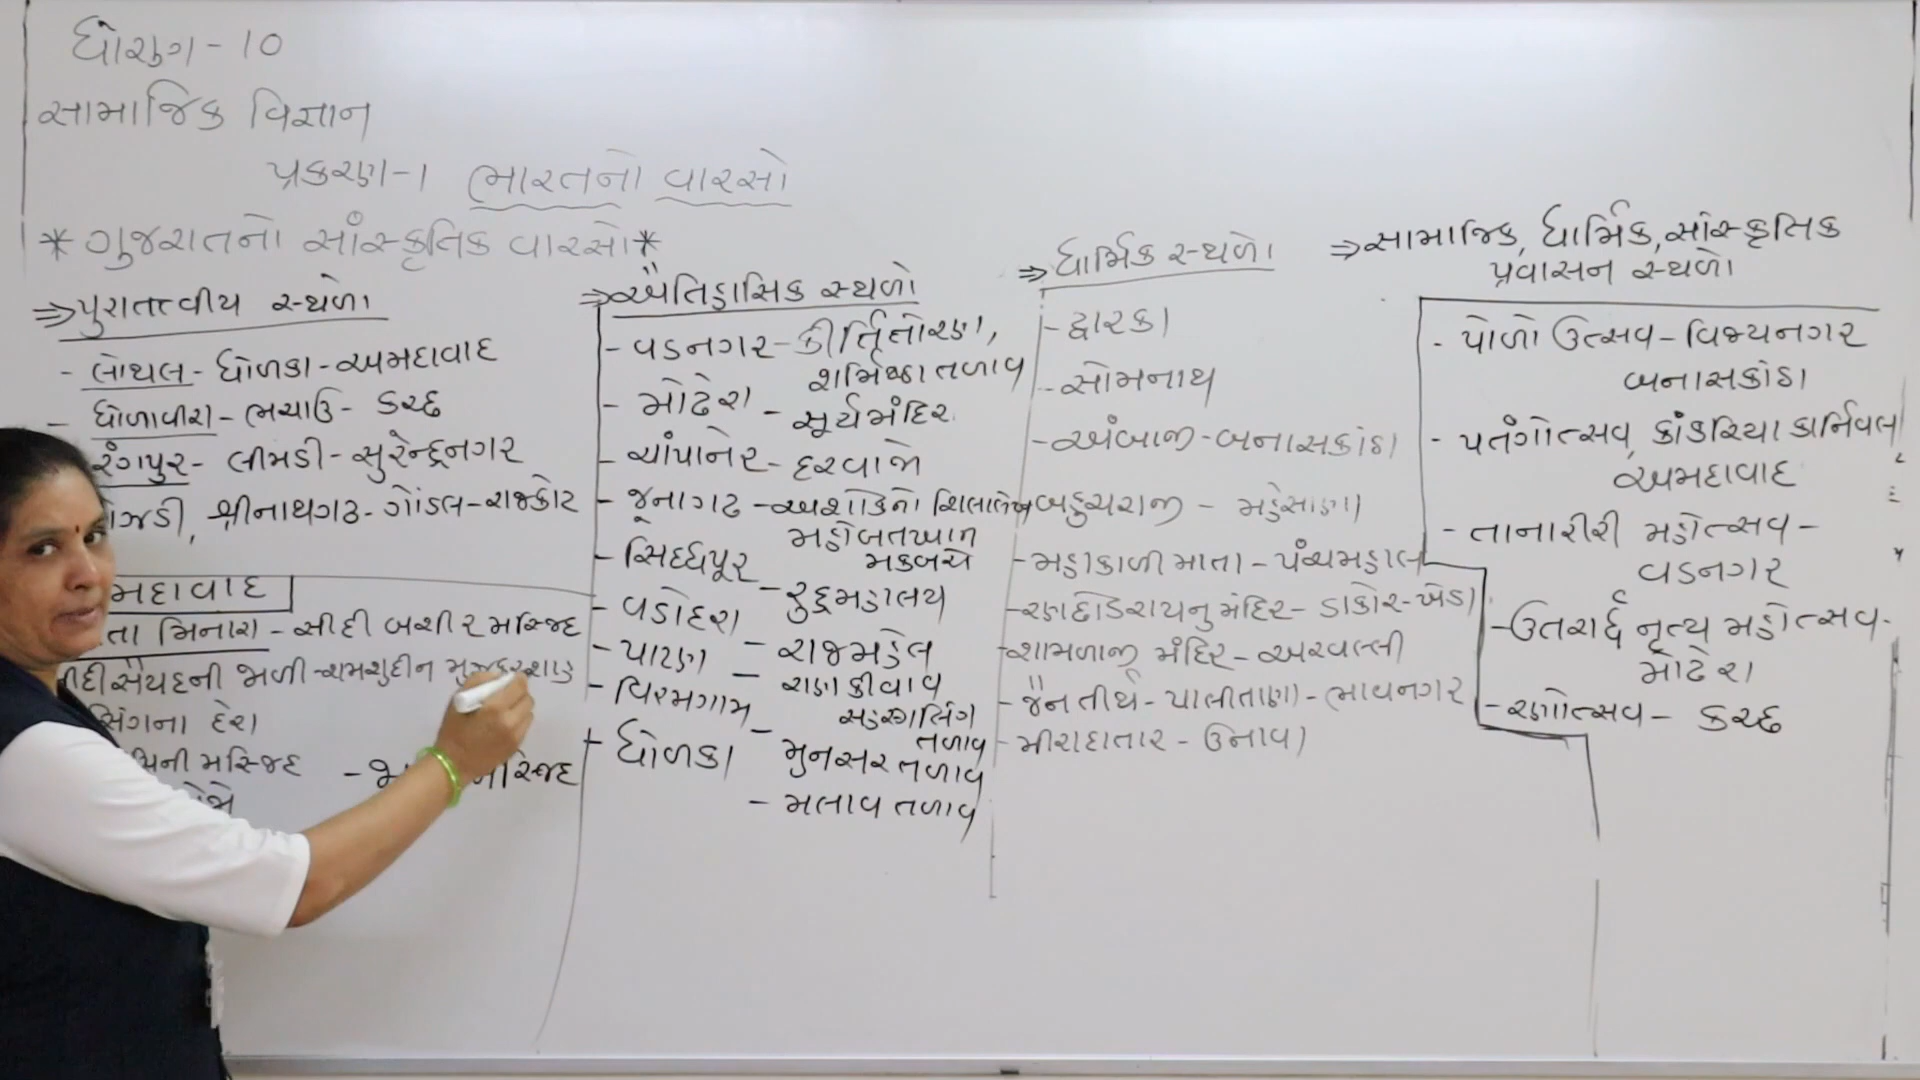 ધોરણ - 10
સામાજિક વિજ્ઞાન
પ્રકરણ-1 ભારતનો વારસો
* ગુજરાતનો સાંસ્કૃતિક વારસો *
⇒ પુરાતત્વીય સ્થળો
- લોથલ - ધોળકા - અમદાવાદ
- ધોળાવીરા - ભચાઉ - કચ્છ
રંગપુર - લીમડી - સુરેન્દ્રનગર
શ્રીનાથગઢ - ગોંડલ - રાજકોટ
મિનારા - સીદી બશીર મસ્જિદ
સૈયદની જાળી -
સિંગના દેરા
મસ્જિદ
⇒ ઐતિહાસિક સ્થળો
- વડનગર - કીર્તિતોરણ,
શર્મિષ્ઠા તળાવ
- મોઢેરા - સૂર્યમંદિર
- ચાંપાનેર - દરવાજો
- જૂનાગઢ - અશોકનો શિલાલેખ
મહોબતખાન
મકબરો
- સિદ્ધપૂર - રુદ્રમહાલય
- વડોદરા - રાજમહેલ
- પાટણ - રાણકીવાવ
સહસ્ત્રલિંગ
તળાવ
- વિરમગામ - મુનસર તળાવ
- ધોળકા - મલાવ તળાવ
⇒ ધાર્મિક સ્થળો
- દ્વારકા
- સોમનાથ
- અંબાજી - બનાસકાંઠા
બહુચરાજી - મહેસાણા
- મહાકાળી માતા - પંચમહાલ
- રણછોડરાયનુ મંદિર - ડાકોર - ખેડા
- શામળાજી મંદિર - અરવલ્લી
- જૈન તીર્થ - પાલીતાણા - ભાવનગર
- મીરાદાતાર - ઉનાવા
⇒ સામાજિક, ધાર્મિક, સાંસ્કૃતિક
પ્રવાસન સ્થળો
- પોળો ઉત્સવ - વિજયનગર
બનાસકાંઠા
- પતંગોત્સવ, કાંકરિયા કાર્નિવલ
અમદાવાદ
- તાનારીરી મહોત્સવ -
વડનગર
- ઉતરાર્ધ નૃત્ય મહોત્સવ -
મોઢેરા
- રણોત્સવ - કચ્છ